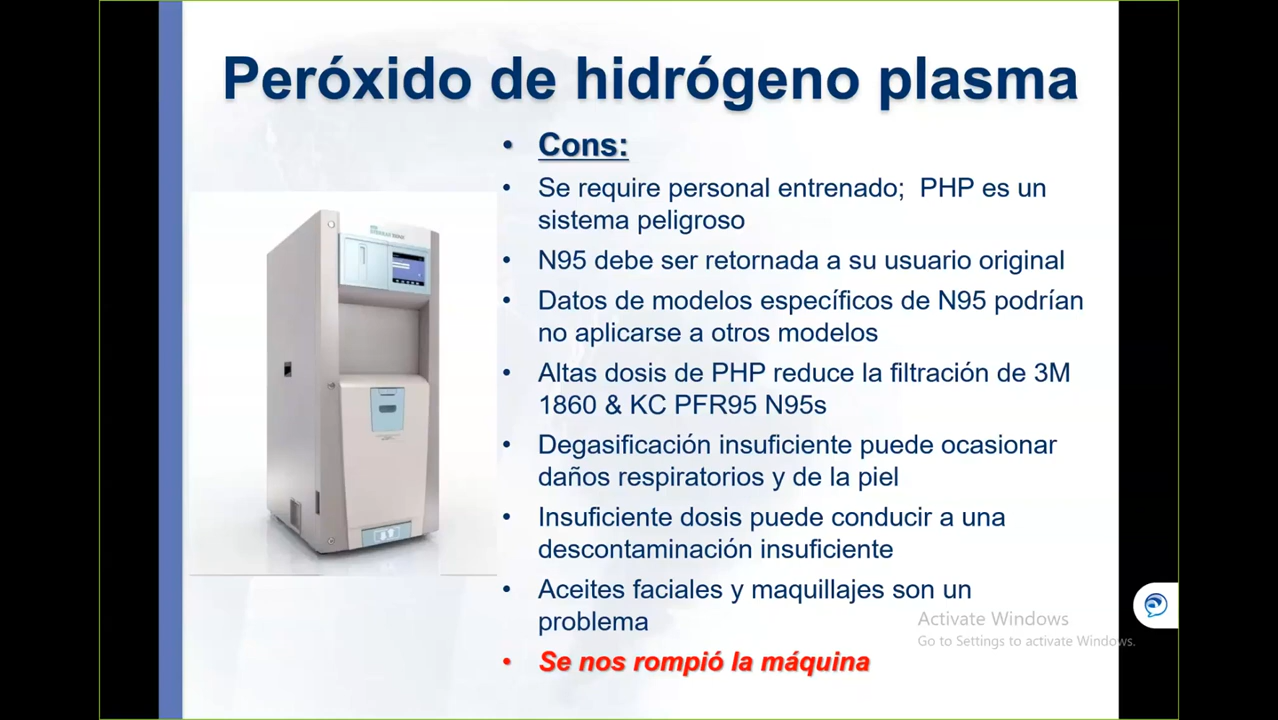 Peróxido de hidrógeno plasma
• Cons:
• Se require personal entrenado; PHP es un
sistema peligroso
• N95 debe ser retornada a su usuario original
• Datos de modelos específicos de N95 podrían
no aplicarse a otros modelos
• Altas dosis de PHP reduce la filtración de 3M
1860 & KC PFR95 N95s
• Degasificación insuficiente puede ocasionar
daños respiratorios y de la piel
• Insuficiente dosis puede conducir a una
descontaminación insuficiente
• Aceites faciales y maquillajes son un
problema
• Se nos rompió la máquina
Activate Windows
Go to Settings to activate Windows.